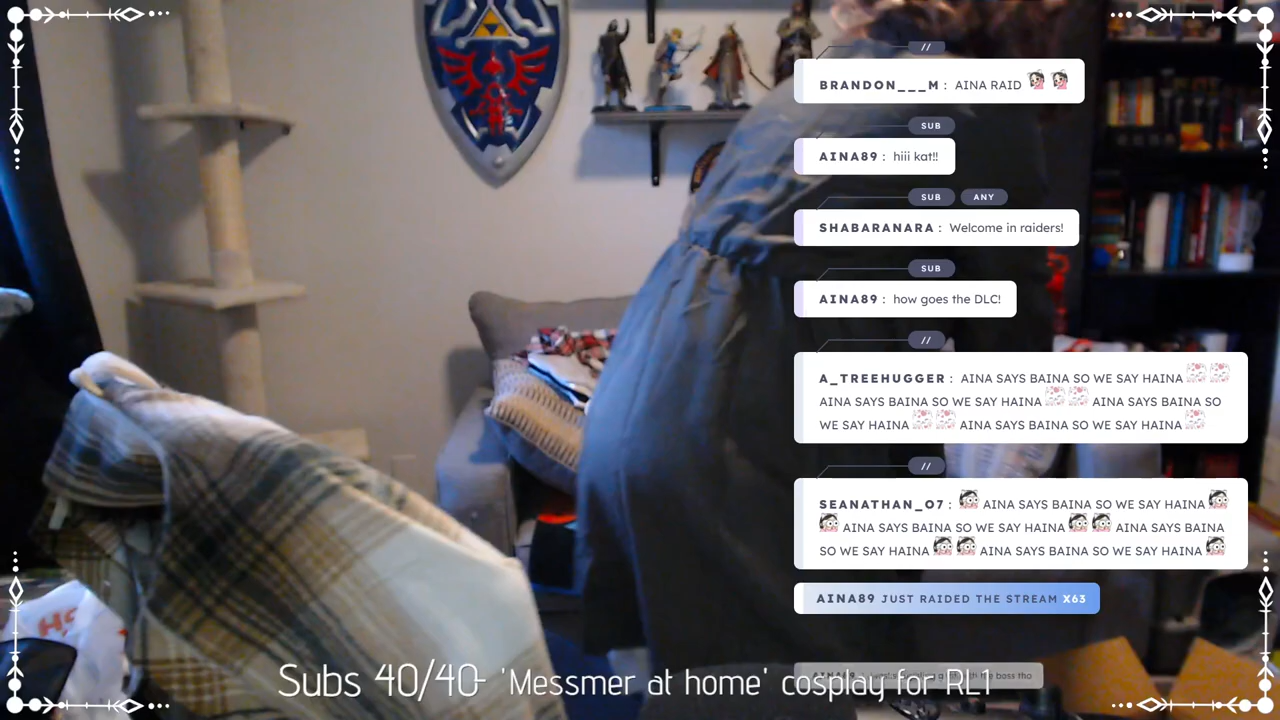 //
BRANDON___M : AINA RAID
SUB
AINA89 : hiii kat!!
SUB ANY
SHABARANARA : Welcome in raiders!
SUB
AINA89 : how goes the DLC!
//
A_TREEHUGGER : AINA SAYS BAINA SO WE SAY HAINA
AINA SAYS BAINA SO WE SAY HAINA AINA SAYS BAINA SO
WE SAY HAINA AINA SAYS BAINA SO WE SAY HAINA
//
SEANATHAN_07 : AINA SAYS BAINA SO WE SAY HAINA
AINA SAYS BAINA SO WE SAY HAINA AINA SAYS BAINA
SO WE SAY HAINA AINA SAYS BAINA SO WE SAY HAINA
AINA89 JUST RAIDED THE STREAM X63
Subs 40/40- 'Messmer at home' cosplay for RL1